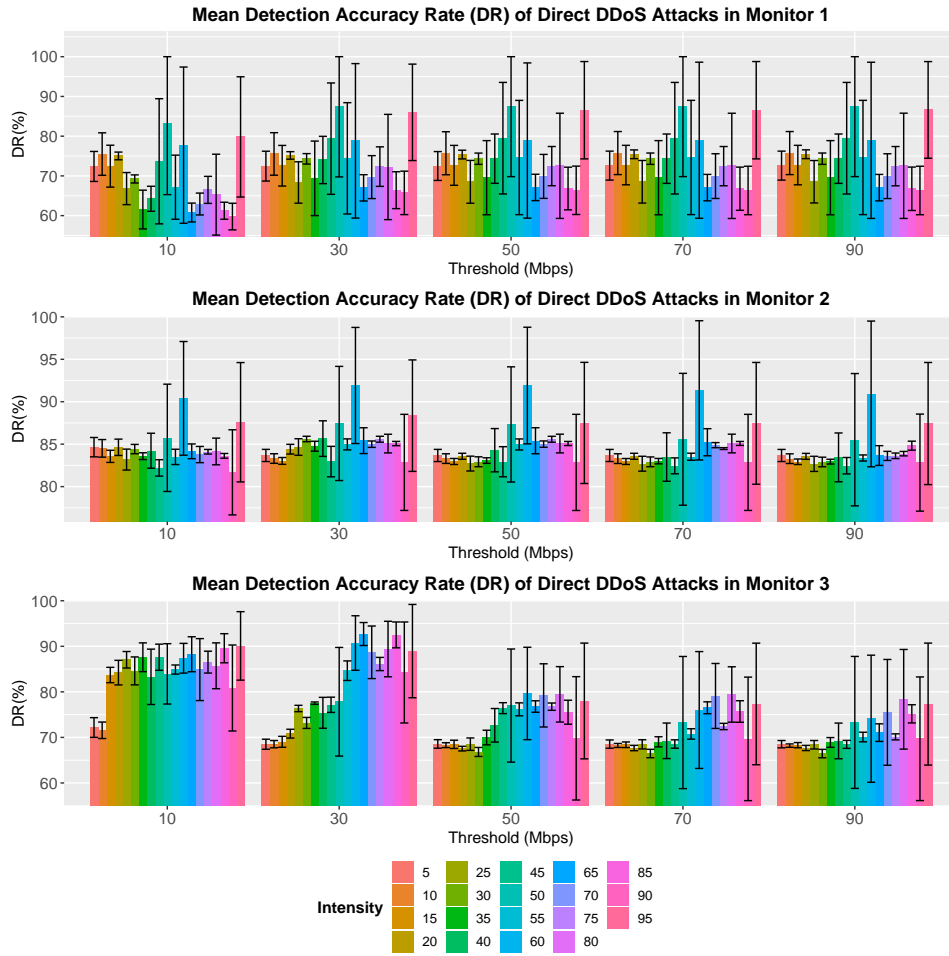 Mean Detection Accuracy Rate (DR) of Direct DDoS Attacks in Monitor 1
100
90
80
70
60
DR(%)
10 30 50 70 90
Threshold (Mbps)
Mean Detection Accuracy Rate (DR) of Direct DDoS Attacks in Monitor 2
100
95
90
85
80
DR(%)
10 30 50 70 90
Threshold (Mbps)
Mean Detection Accuracy Rate (DR) of Direct DDoS Attacks in Monitor 3
100
90
80
70
60
DR(%)
10 30 50 70 90
Threshold (Mbps)
Intensity
5 25 45 65 85
10 30 50 70 90
15 35 55 75 95
20 40 60 80